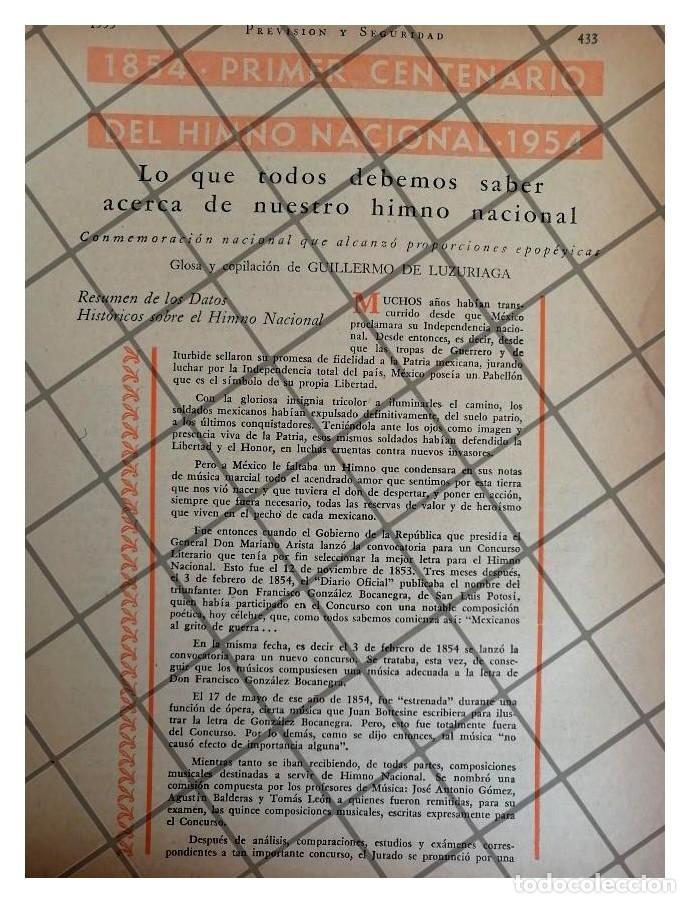 PREVISION Y SEGURIDAD
433
1854 · PRIMER CENTENARIO
DEL HIMNO NACIONAL · 1954
Lo que todos debemos saber
acerca de nuestro himno nacional
Conmemoración nacional que alcanzó proporciones epopéyicas
Glosa y copilación de GUILLERMO DE LUZURIAGA
Resumen de los Datos
Históricos sobre el Himno Nacional
MUCHOS años habían trans-
currido desde que México
proclamara su Independencia nacio-
nal. Desde entonces, es decir, desde
que las tropas de Guerrero y de
Iturbide sellaron su promesa de fidelidad a la Patria mexicana, jurando
luchar por la Independencia total del país, México poseía un Pabellón
que es el símbolo de su propia Libertad.
Con la gloriosa insignia tricolor a iluminarles el camino, los
soldados mexicanos habían expulsado definitivamente, del suelo patrio,
a los últimos conquistadores. Teniéndola ante los ojos como imagen y
presencia viva de la Patria, esos mismos soldados habían defendido la
Libertad y el Honor, en luchas cruentas contra nuevos invasores.
Pero a México le faltaba un Himno que condensara en sus notas
de música marcial todo el acendrado amor que sentimos por esta tierra
que nos vió nacer y que tuviera el don de despertar, y poner en acción,
siempre que fuera necesario, todas las reservas de valor y de heroísmo
que viven en el pecho de cada mexicano.
Fue entonces cuando el Gobierno de la República que presidía el
General Don Mariano Arista lanzó la convocatoria para un Concurso
Literario que tenía por fin seleccionar la mejor letra para el Himno
Nacional. Esto fue el 12 de noviembre de 1853. Tres meses después,
el 3 de febrero de 1854, el "Diario Oficial" publicaba el nombre del
triunfante: Don Francisco González Bocanegra, de San Luis Potosí,
quien había participado en el Concurso con una notable composición
poética, hoy célebre, que, como todos sabemos comienza así: "Mexicanos
al grito de guerra...
En la misma fecha, es decir el 3 de febrero de 1854 se lanzó la
convocatoria para un nuevo concurso. Se trataba, esta vez, de conse-
guir que los músicos compusiesen una música adecuada a la letra de
Don Francisco González Bocanegra.
El 17 de mayo de ese año de 1854, fue "estrenada" durante una
función de ópera, cierta música que Juan Bottesine escribiera para ilus-
trar la letra de González Bocanegra. Pero, esto fue totalmente fuera
del Concurso. Por lo demás, como se dijo entonces, tal música "no
causó efecto de importancia alguna".
Mientras tanto se iban recibiendo, de todas partes, composiciones
musicales destinadas a servir de Himno Nacional. Se nombró una
comisión compuesta por los profesores de Música: José Antonio Gómez,
Agustín Balderas y Tomás León a quienes fueron remitidas, para su
examen, las quince composiciones musicales, escritas expresamente para
el Concurso.
Después de análisis, comparaciones, estudios y exámenes corres-
pondientes a tan importante concurso, el Jurado se pronunció por una
todocoleccion.net